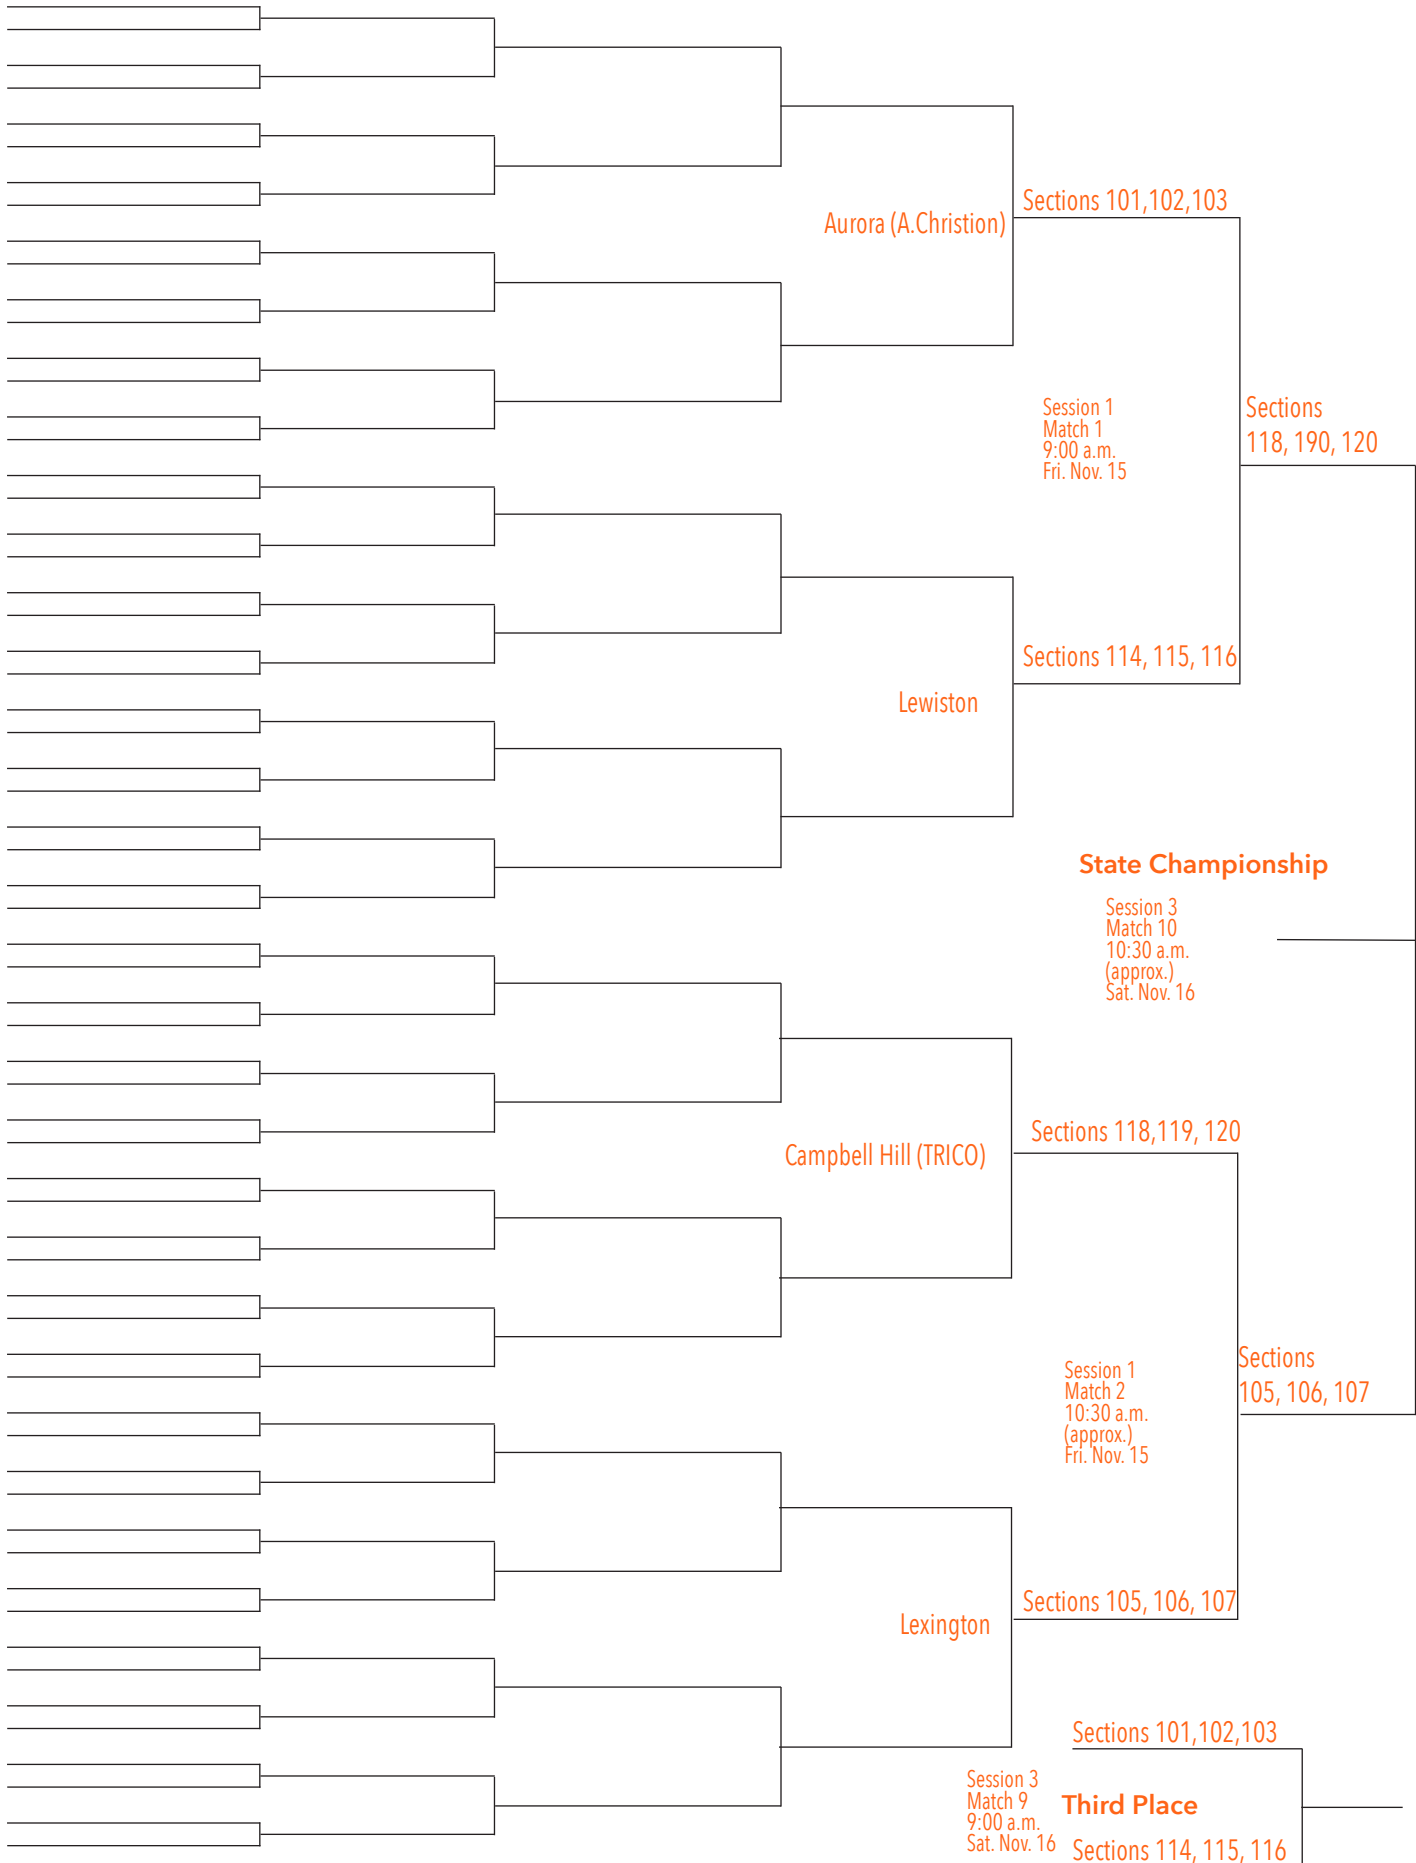 Sections 101,102,103
Aurora (A.Christion)
Session 1
Match 1
9:00 a.m.
Fri. Nov. 15
Sections
118, 190, 120
Sections 114, 115, 116
Lewiston
State Championship
Session 3
Match 10
10:30 a.m.
(approx.)
Sat. Nov. 16
Sections 118,119, 120
Campbell Hill (TRICO)
Session 1
Match 2
10:30 a.m.
(approx.)
Fri. Nov. 15
Sections
105, 106, 107
Sections 105, 106, 107
Lexington
Sections 101,102,103
Session 3
Match 9
9:00 a.m.
Sat. Nov. 16
Third Place
Sections 114, 115, 116